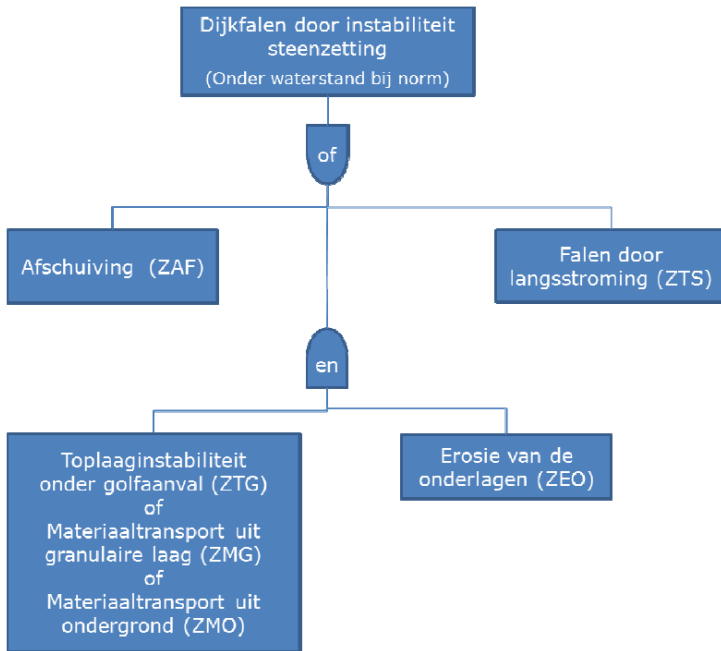 Dijkfalen door instabiliteit
steenzetting
(Onder waterstand bij norm)
of
Afschuiving (ZAF)
Falen door
langsstroming (ZTS)
en
Toplaaginstabiliteit
onder golfaanval (ZTG)
of
Materiaaltransport uit
granulaire laag (ZMG)
of
Materiaaltransport uit
ondergrond (ZMO)
Erosie van de
onderlagen (ZEO)